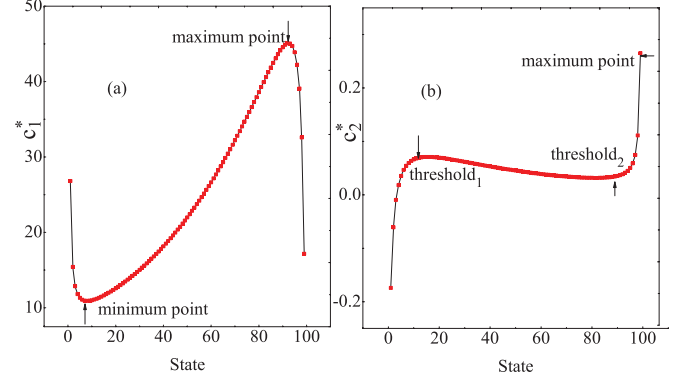 50
40
30
20
10
0 20 40 60 80 100
State
c*1
(a)
maximum point
minimum point
0.2
0.0
-0.2
0 20 40 60 80 100
State
c*2
(b)
maximum point
threshold1
threshold2